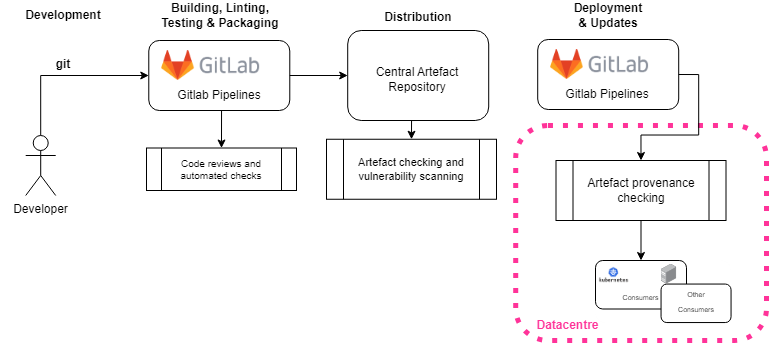 Development
Building, Linting,
Testing & Packaging
Distribution
Deployment
& Updates
git
GitLab
Gitlab Pipelines
Central Artefact
Repository
GitLab
Gitlab Pipelines
Code reviews and
automated checks
Artefact checking and
vulnerability scanning
Artefact provenance
checking
Developer
kubernetes
Consumers
Other
Consumers
Datacentre